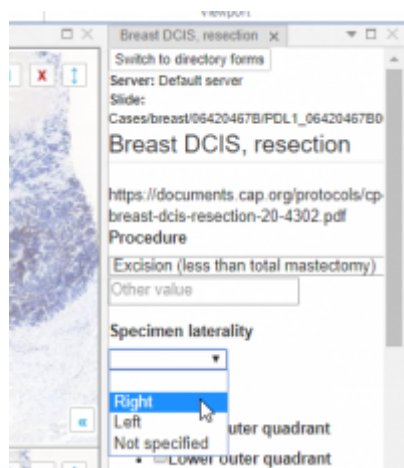 Viewport
Breast DCIS, resection x
Switch to directory forms
Server: Default server
Slide:
Cases/breast/06420467B/PDL1_06420467B0
Breast DCIS, resection
https://documents.cap.org/protocols/cp-
breast-dcis-resection-20-4302.pdf
Procedure
Excision (less than total mastectomy)
Other value
Specimen laterality
Right
Left
uter quadrant
Not specified
Lower outer quadrant